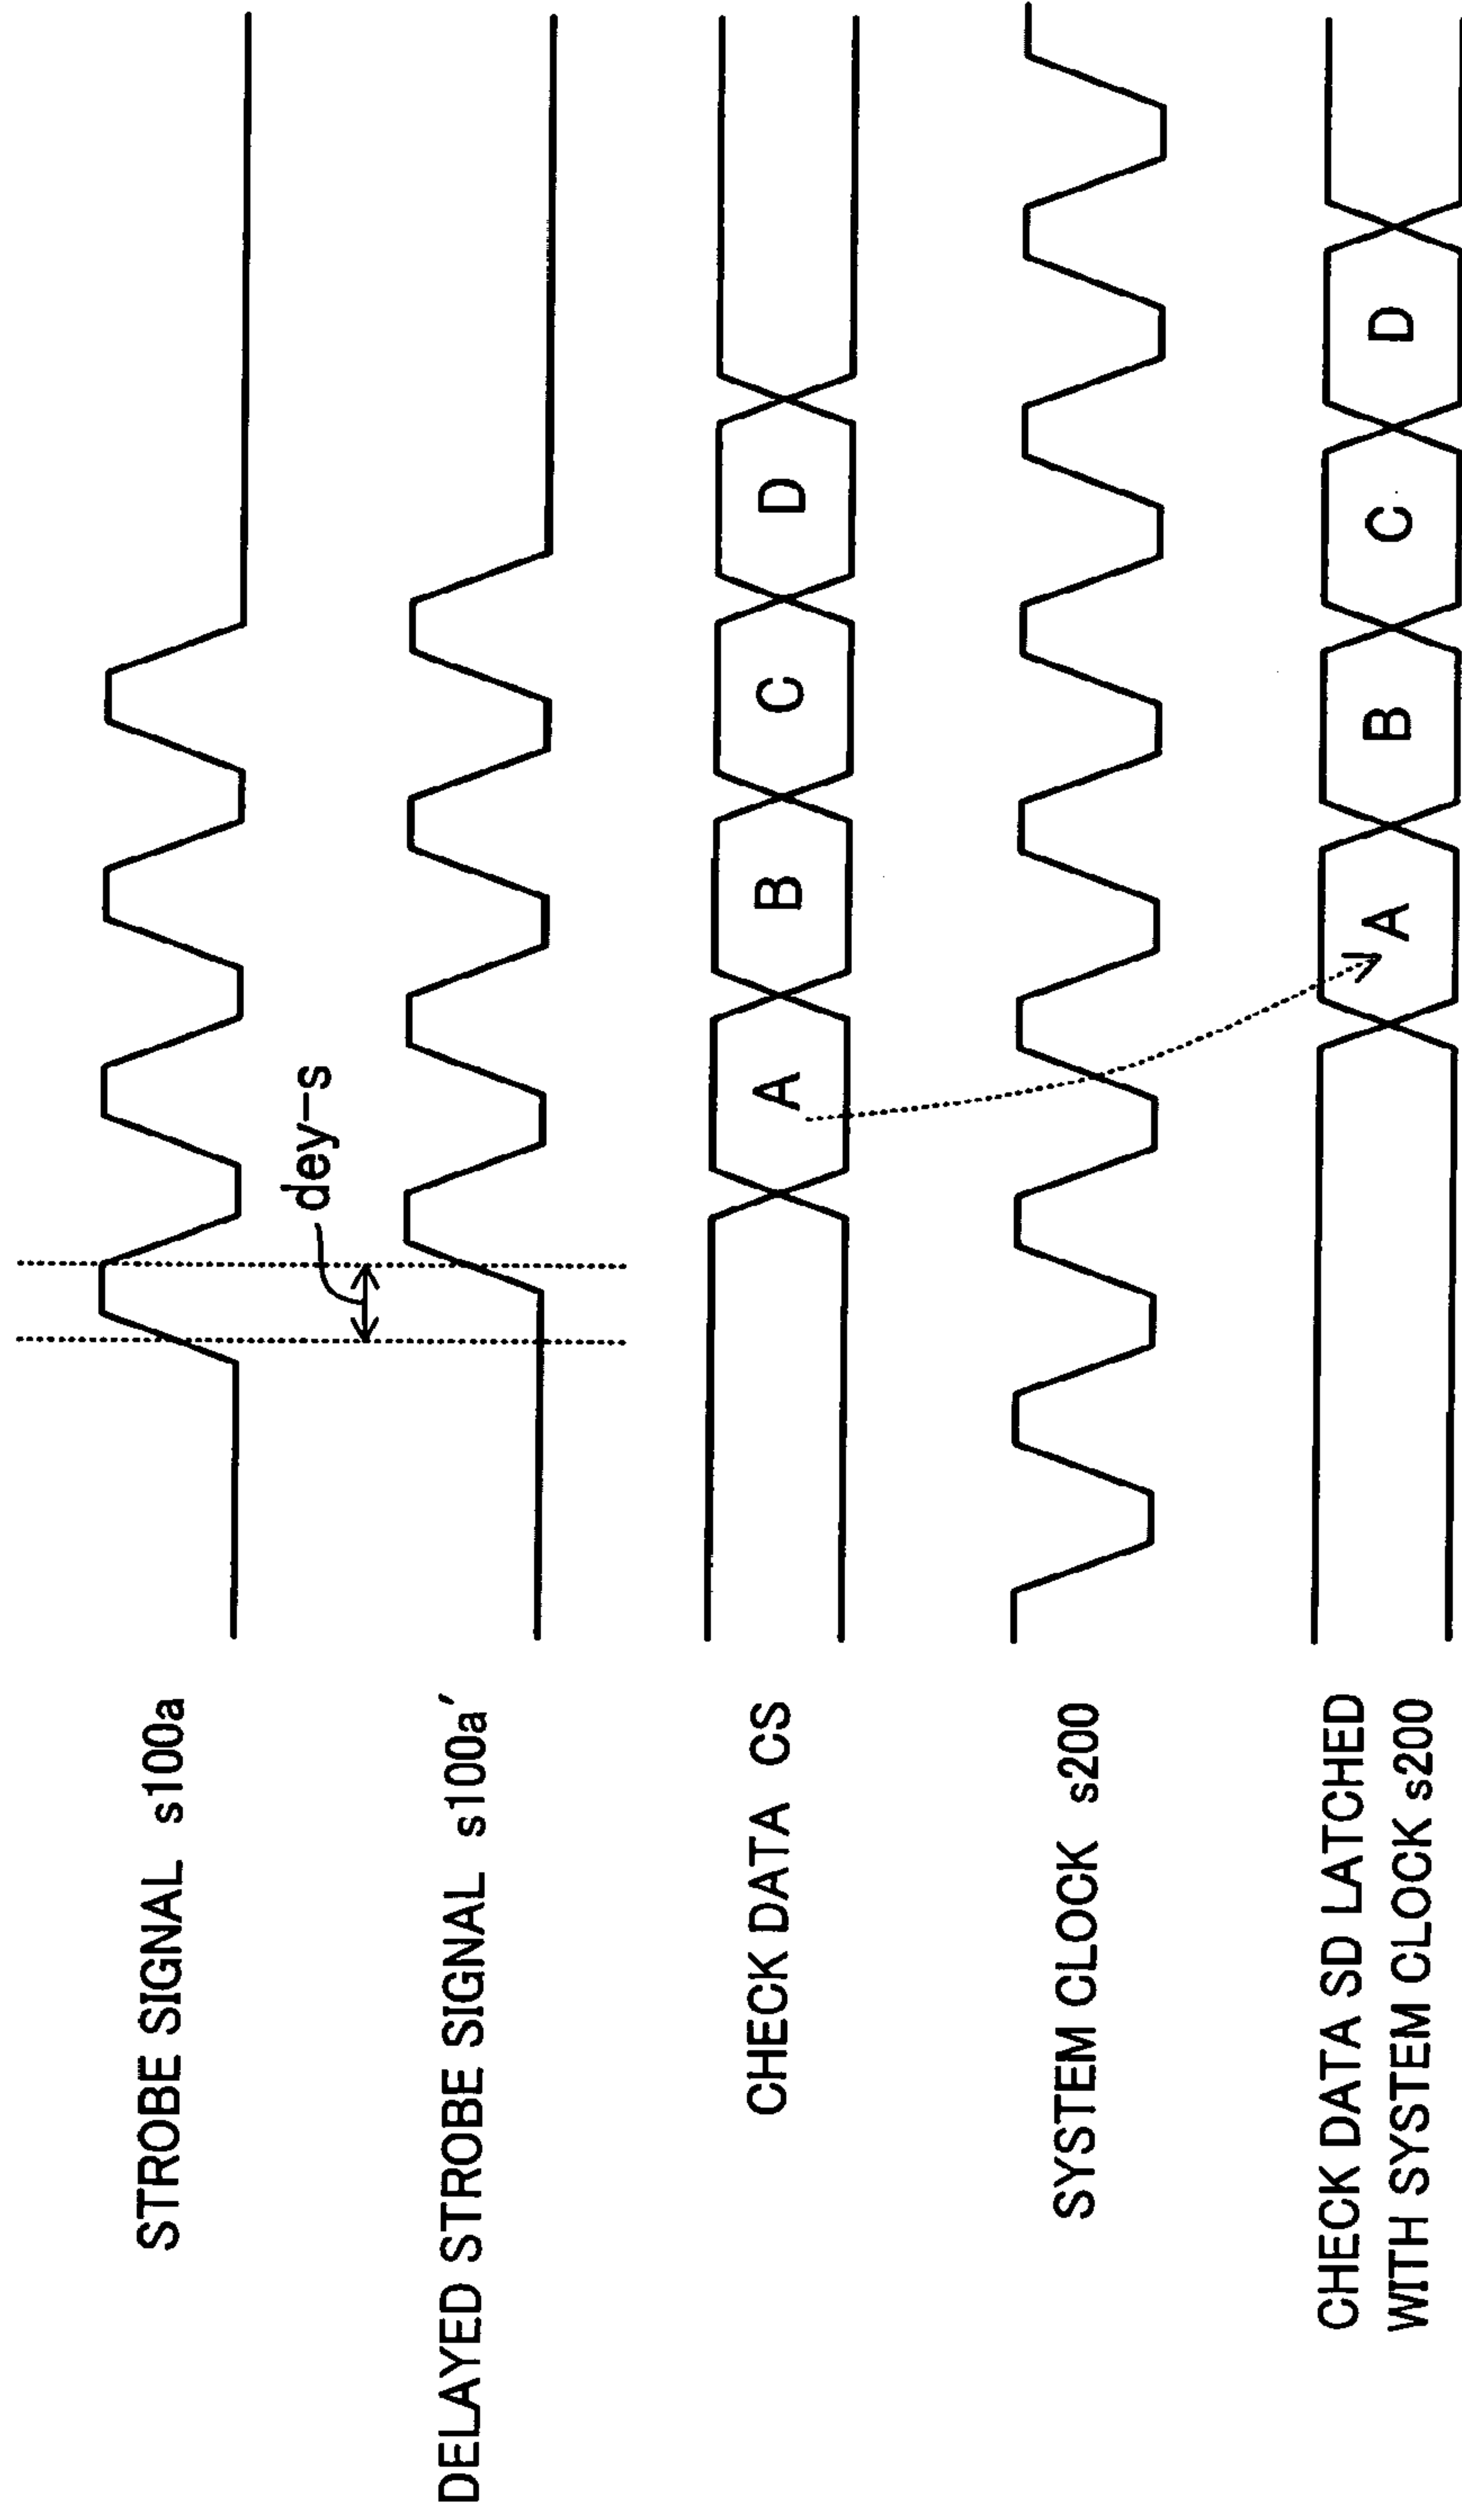 STROBE SIGNAL s100a
dey-s
DELAYED STROBE SIGNAL s100a′
CHECK DATA CS
A
B
C
D
SYSTEM CLOCK s200
CHECK DATA SD LATCHED
WITH SYSTEM CLOCK s200
A
B
C
D